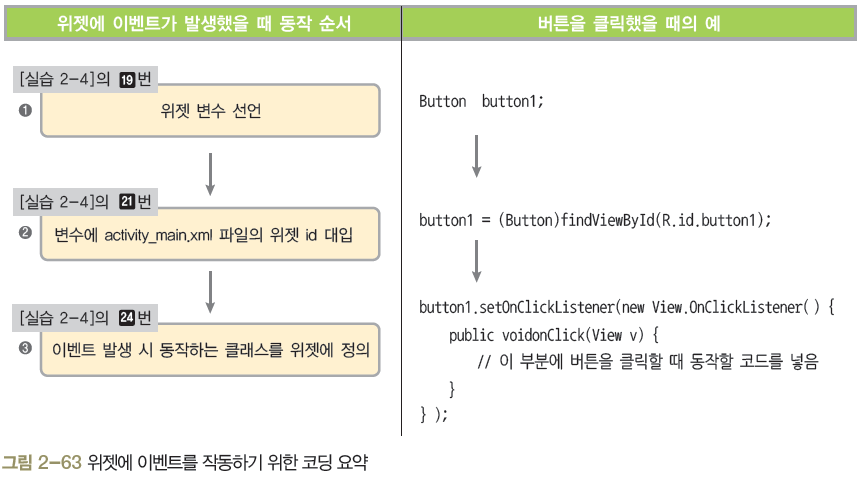 위젯에 이벤트가 발생했을 때 동작 순서
버튼을 클릭했을 때의 예
[실습 2-4]의 19번
❶ 위젯 변수 선언
Button button1;
[실습 2-4]의 21번
❷ 변수에 activity_main.xml 파일의 위젯 id 대입
button1 = (Button)findViewById(R.id.button1);
[실습 2-4]의 24번
❸ 이벤트 발생 시 동작하는 클래스를 위젯에 정의
button1.setOnClickListener(new View.OnClickListener() {
public voidonClick(View v) {
// 이 부분에 버튼을 클릭할 때 동작할 코드를 넣음
}
} );
그림 2-63 위젯에 이벤트를 작동하기 위한 코딩 요약